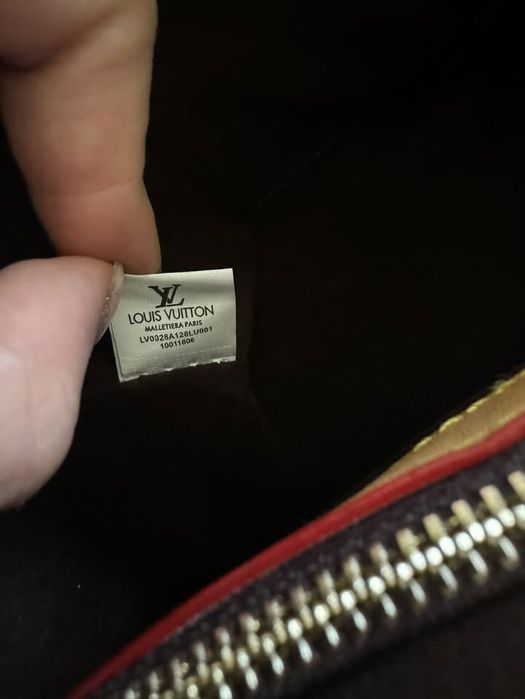 LV
LOUIS VUITTON
MALLETIERA PARIS
LV0028A128LU001
10011806